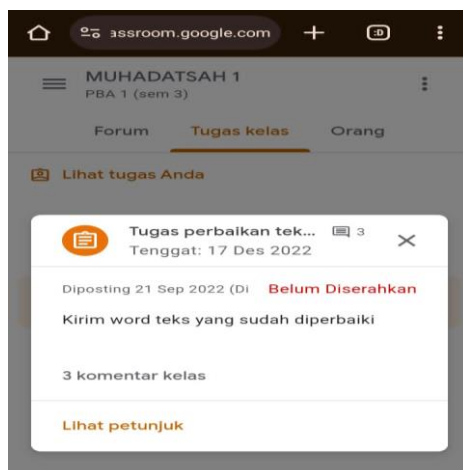 assroom.google.com
:D
MUHADATSAH 1
PBA 1 (sem 3)
Forum Tugas kelas Orang
Lihat tugas Anda
Tugas perbaikan tek... 3
Tenggat: 17 Des 2022
Diposting 21 Sep 2022 (Di Belum Diserahkan
Kirim word teks yang sudah diperbaiki
3 komentar kelas
Lihat petunjuk